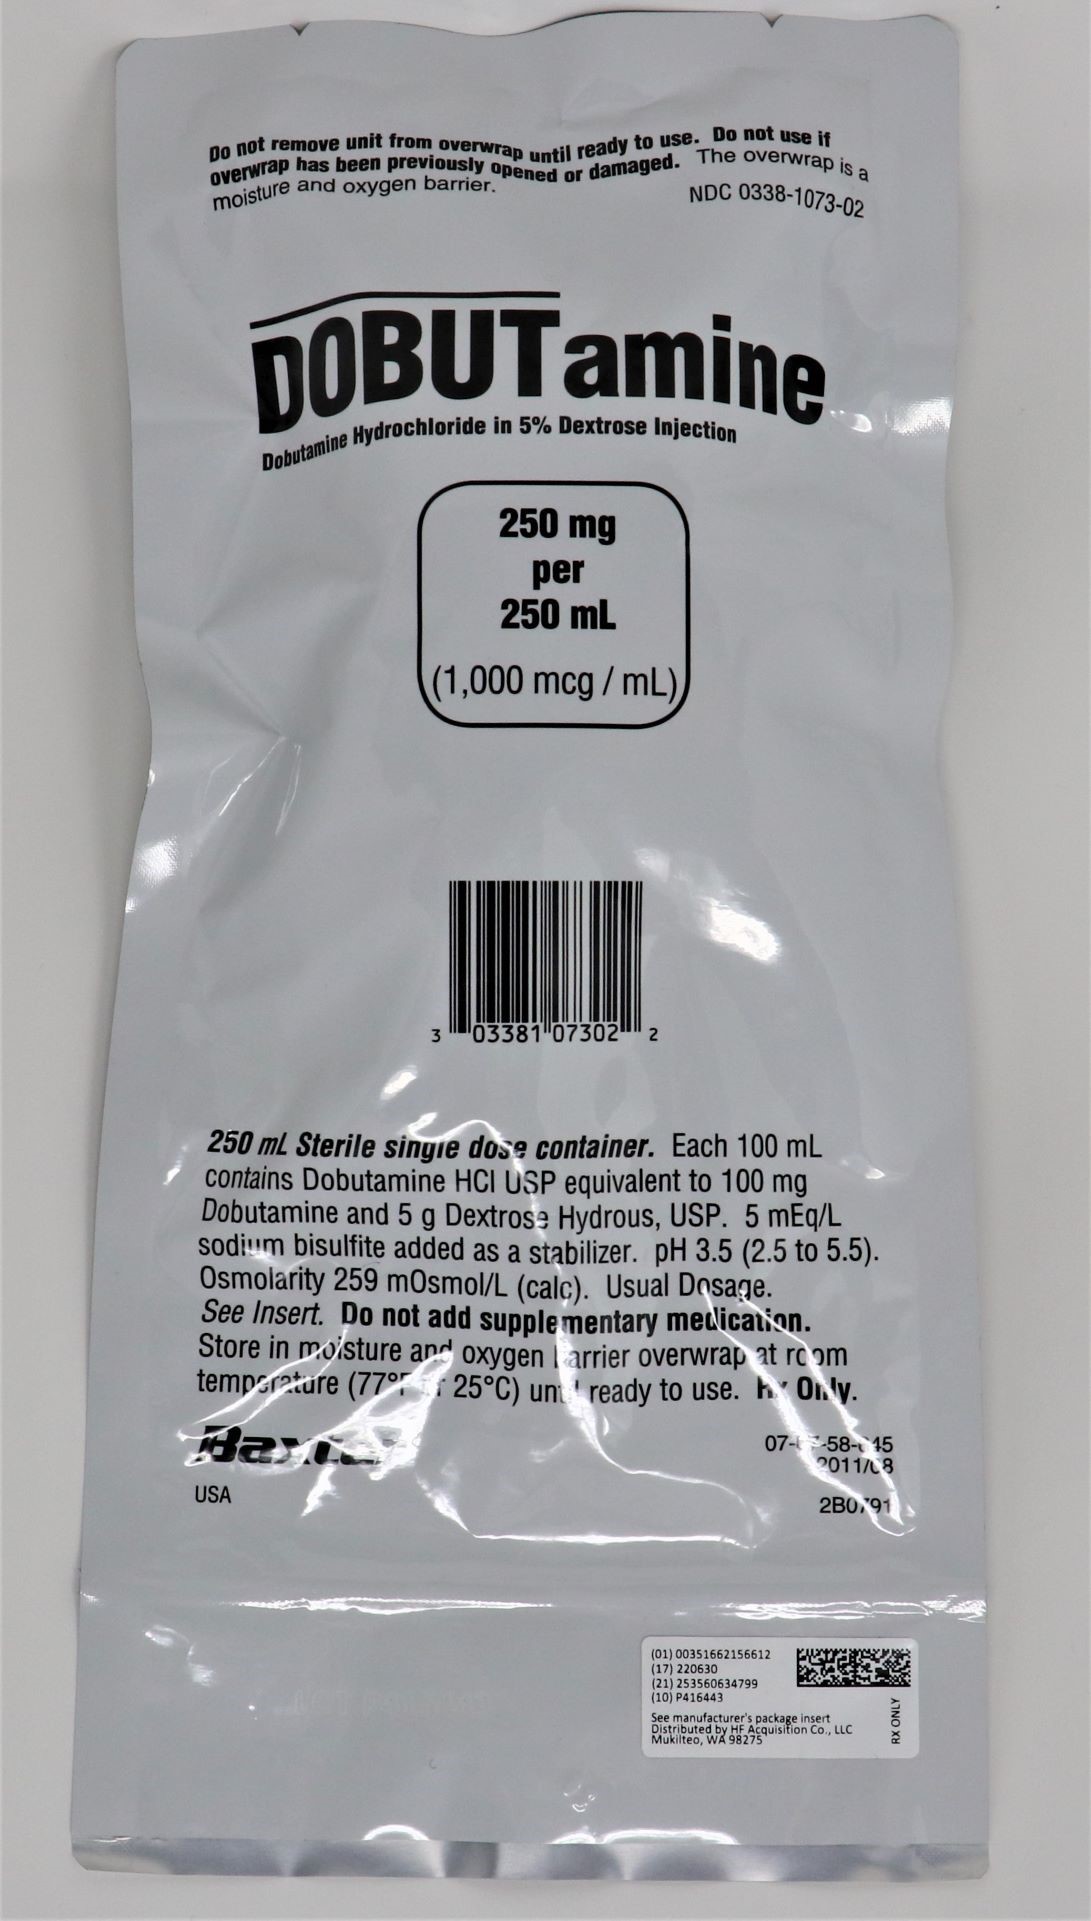 Do not remove unit from overwrap until ready to use. Do not use if
overwrap has been previously opened or damaged. The overwrap is a
moisture and oxygen barrier.
NDC 0338-1073-02
DOBUTamine
Dobutamine Hydrochloride in 5% Dextrose Injection
250 mg
per
250 mL
(1,000 mcg / mL)
3 03381 07302 2
250 mL Sterile single dose container. Each 100 mL
contains Dobutamine HCl USP equivalent to 100 mg
Dobutamine and 5 g Dextrose Hydrous, USP. 5 mEq/L
sodium bisulfite added as a stabilizer. pH 3.5 (2.5 to 5.5).
Osmolarity 259 mOsmol/L (calc). Usual Dosage.
See Insert. Do not add supplementary medication.
Store in moisture and oxygen barrier overwrap at room
temperature (77°F or 25°C) until ready to use. Rx Only.
Baxter
USA
2011/08
2B0791
(01) 00351662156612
(17) 220630
(21) 253560634799
(10) P416443
See manufacturer's package insert
Distributed by HF Acquisition Co., LLC
Mukilteo, WA 98275
RX ONLY